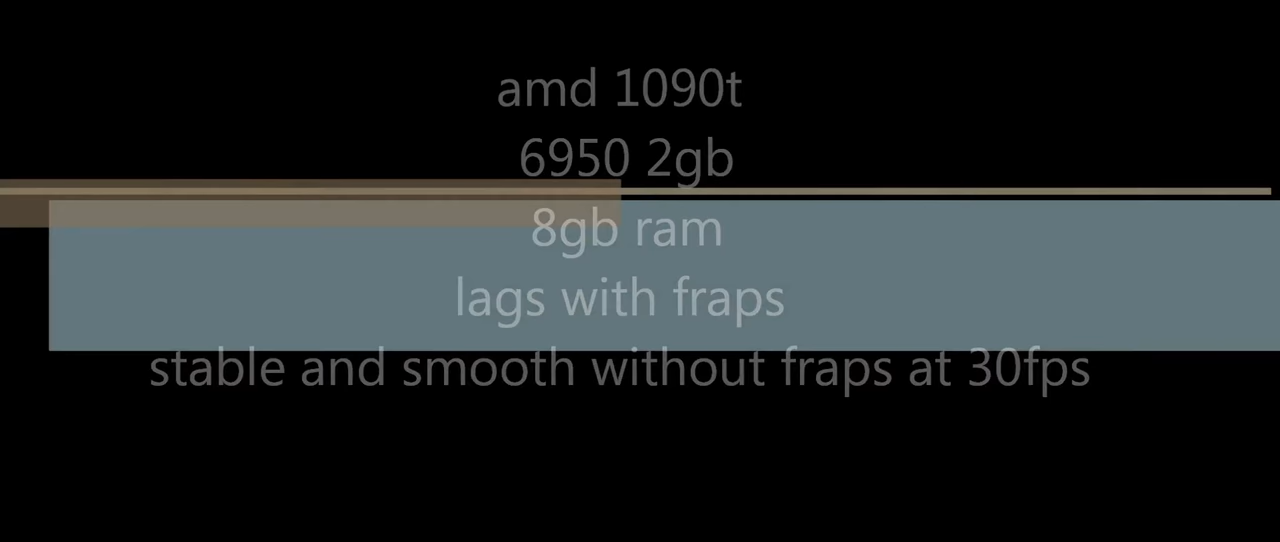 amd 1090t
6950 2gb
8gb ram
lags with fraps
stable and smooth without fraps at 30fps